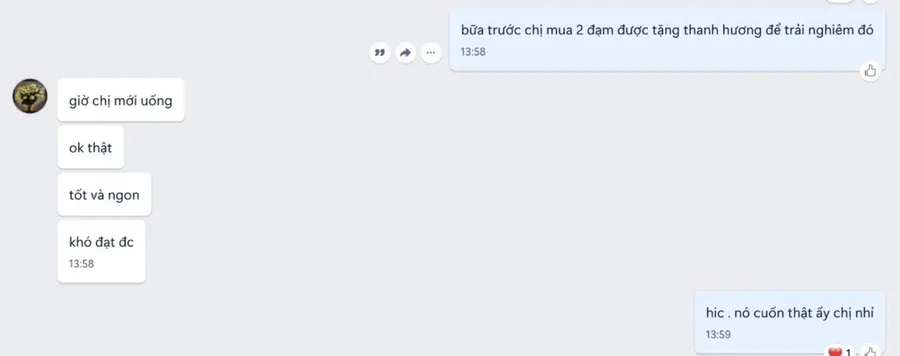 bữa trước chị mua 2 đạm được tặng thanh hương để trải nghiêm đó
13:58
giờ chị mới uống
ok thật
tốt và ngon
khó đạt đc
13:58
hic . nó cuốn thật ấy chị nhỉ
13:59
1